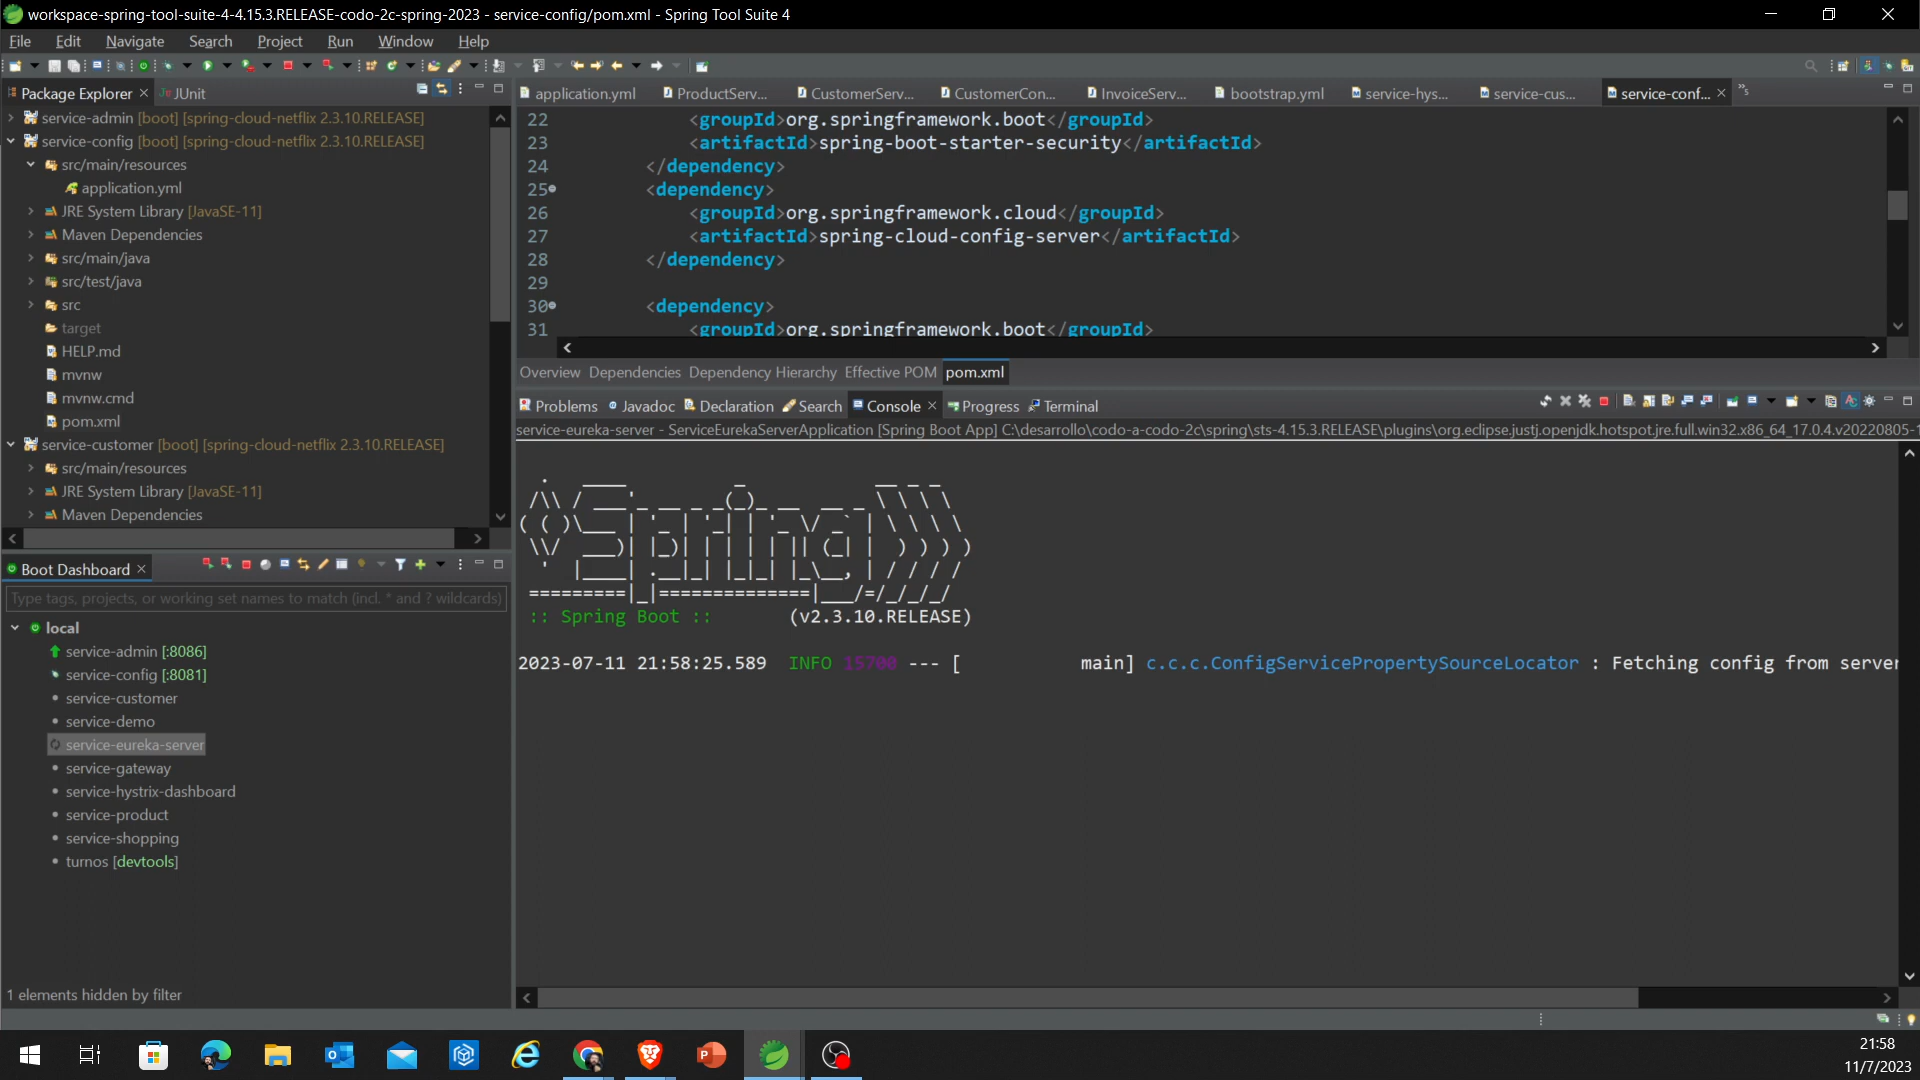 workspace-spring-tool-suite-4-4.15.3.RELEASE-codo-2c-spring-2023 - service-config/pom.xml - Spring Tool Suite 4
File Edit Navigate Search Project Run Window Help
Package Explorer JUnit
service-admin [boot] [spring-cloud-netflix 2.3.10.RELEASE]
service-config [boot] [spring-cloud-netflix 2.3.10.RELEASE]
src/main/resources
application.yml
JRE System Library [JavaSE-11]
Maven Dependencies
src/main/java
src/test/java
src
target
HELP.md
mvnw
mvnw.cmd
pom.xml
service-customer [boot] [spring-cloud-netflix 2.3.10.RELEASE]
src/main/resources
JRE System Library [JavaSE-11]
Maven Dependencies
application.yml ProductServ... CustomerServ... CustomerCon... InvoiceServ... bootstrap.yml service-hys... service-cus... service-conf... »5
22 <groupId>org.springframework.boot</groupId>
23 <artifactId>spring-boot-starter-security</artifactId>
24 </dependency>
25 <dependency>
26 <groupId>org.springframework.cloud</groupId>
27 <artifactId>spring-cloud-config-server</artifactId>
28 </dependency>
29
30 <dependency>
31 <groupId>org.springframework.boot</groupId>
Overview Dependencies Dependency Hierarchy Effective POM pom.xml
Problems Javadoc Declaration Search Console Progress Terminal
service-eureka-server - ServiceEurekaServerApplication [Spring Boot App] C:\desarrollo\codo-a-codo-2c\spring\sts-4.15.3.RELEASE\plugins\org.eclipse.justj.openjdk.hotspot.jre.full.win32.x86_64_17.0.4.v20220805-1
Spring
:: Spring Boot :: (v2.3.10.RELEASE)
2023-07-11 21:58:25.589 INFO 15700 --- [ main] c.c.c.ConfigServicePropertySourceLocator : Fetching config from server
Boot Dashboard
Type tags, projects, or working set names to match (incl. * and ? wildcards)
local
service-admin [:8086]
service-config [:8081]
service-customer
service-demo
service-eureka-server
service-gateway
service-hystrix-dashboard
service-product
service-shopping
turnos [devtools]
1 elements hidden by filter
21:58
11/7/2023